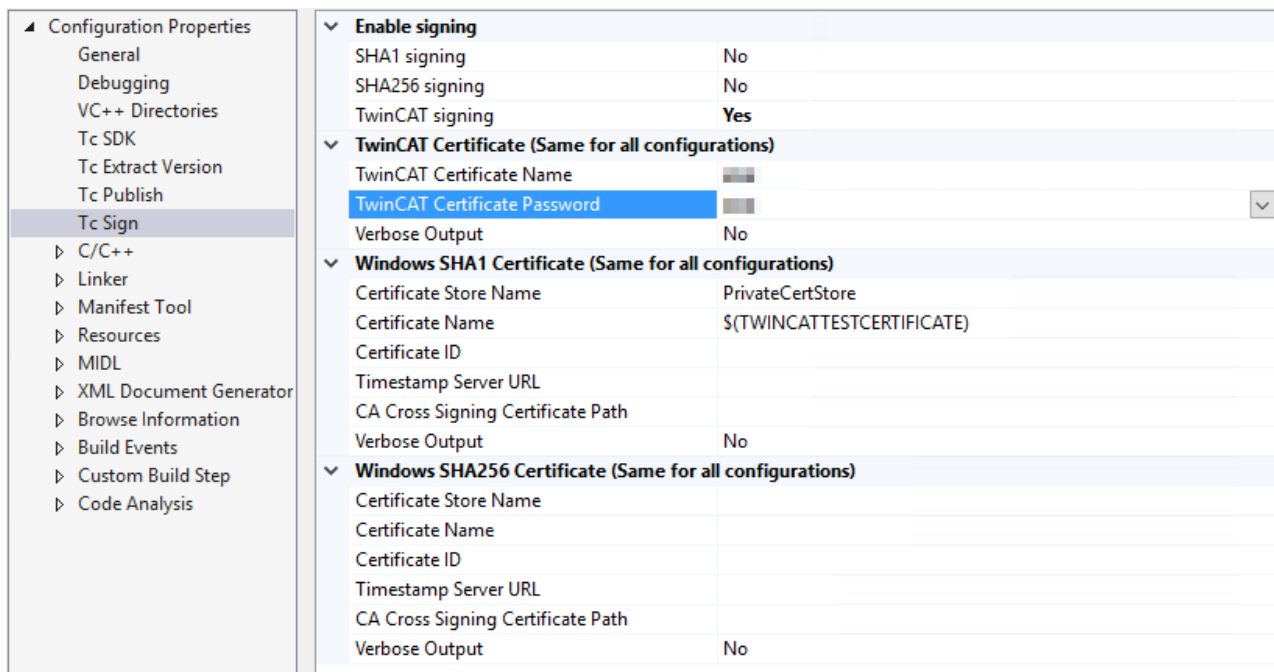 Configuration Properties
General
Debugging
VC++ Directories
Tc SDK
Tc Extract Version
Tc Publish
Tc Sign
C/C++
Linker
Manifest Tool
Resources
MIDL
XML Document Generator
Browse Information
Build Events
Custom Build Step
Code Analysis
Enable signing
SHA1 signing No
SHA256 signing No
TwinCAT signing Yes
TwinCAT Certificate (Same for all configurations)
TwinCAT Certificate Name
TwinCAT Certificate Password
Verbose Output No
Windows SHA1 Certificate (Same for all configurations)
Certificate Store Name PrivateCertStore
Certificate Name $(TWINCATTESTCERTIFICATE)
Certificate ID
Timestamp Server URL
CA Cross Signing Certificate Path
Verbose Output No
Windows SHA256 Certificate (Same for all configurations)
Certificate Store Name
Certificate Name
Certificate ID
Timestamp Server URL
CA Cross Signing Certificate Path
Verbose Output No